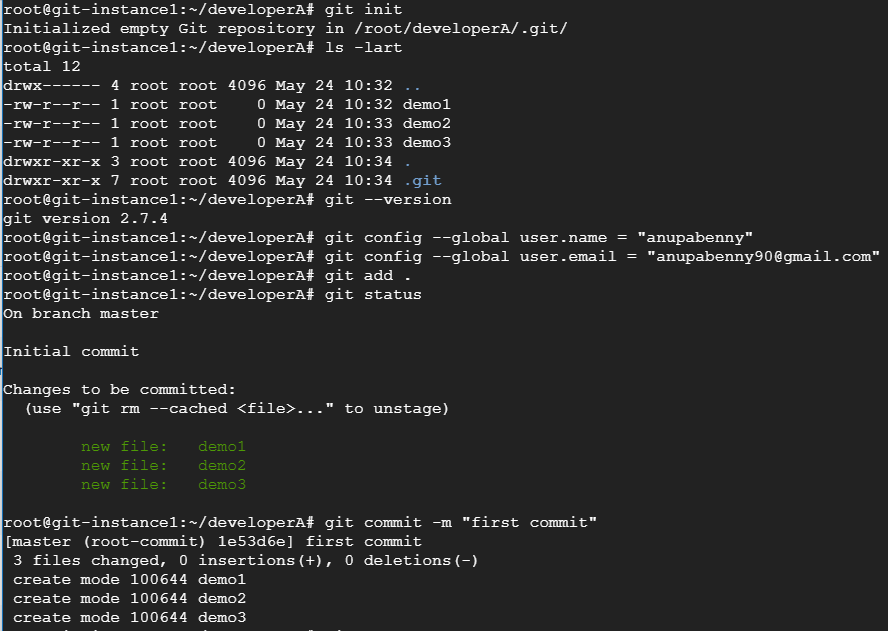 root@git-instance1:~/developerA# git init
Initialized empty Git repository in /root/developerA/.git/
root@git-instance1:~/developerA# ls -lart
total 12
drwx------ 4 root root 4096 May 24 10:32 ..
-rw-r--r-- 1 root root    0 May 24 10:32 demo1
-rw-r--r-- 1 root root    0 May 24 10:33 demo2
-rw-r--r-- 1 root root    0 May 24 10:33 demo3
drwxr-xr-x 3 root root 4096 May 24 10:34 .
drwxr-xr-x 7 root root 4096 May 24 10:34 .git
root@git-instance1:~/developerA# git --version
git version 2.7.4
root@git-instance1:~/developerA# git config --global user.name = "anupabenny"
root@git-instance1:~/developerA# git config --global user.email = "anupabenny90@gmail.com"
root@git-instance1:~/developerA# git add .
root@git-instance1:~/developerA# git status
On branch master
Initial commit
Changes to be committed:
  (use "git rm --cached <file>..." to unstage)
        new file:   demo1
        new file:   demo2
        new file:   demo3
root@git-instance1:~/developerA# git commit -m "first commit"
[master (root-commit) 1e53d6e] first commit
 3 files changed, 0 insertions(+), 0 deletions(-)
 create mode 100644 demo1
 create mode 100644 demo2
 create mode 100644 demo3